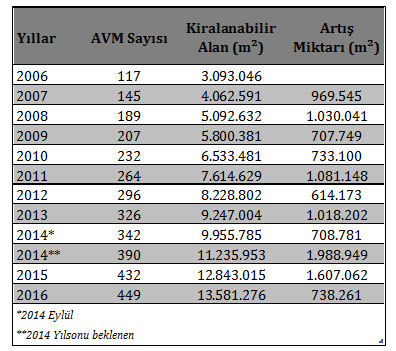 Yıllar AVM Sayısı Kiralanabilir Alan (m²) Artış Miktarı (m²)
2006 117 3.093.046
2007 145 4.062.591 969.545
2008 189 5.092.632 1.030.041
2009 207 5.800.381 707.749
2010 232 6.533.481 733.100
2011 264 7.614.629 1.081.148
2012 296 8.228.802 614.173
2013 326 9.247.004 1.018.202
2014* 342 9.955.785 708.781
2014** 390 11.235.953 1.988.949
2015 432 12.843.015 1.607.062
2016 449 13.581.276 738.261
*2014 Eylül
**2014 Yılsonu beklenen